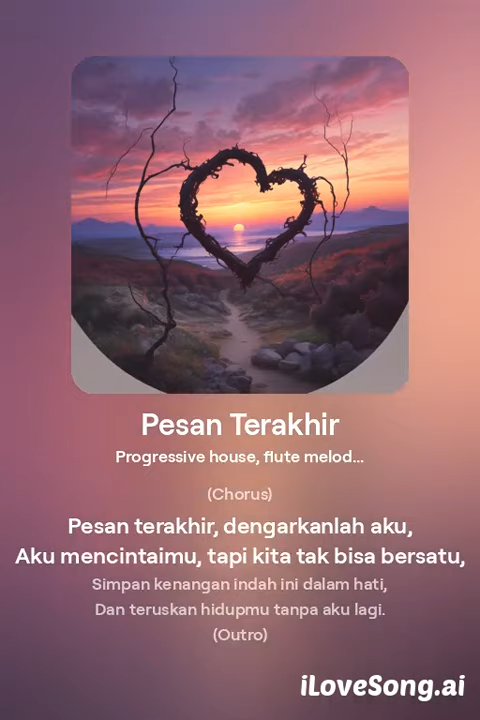 Pesan Terakhir
Progressive house, flute melod...
(Chorus)
Pesan terakhir, dengarkanlah aku,
Aku mencintaimu, tapi kita tak bisa bersatu,
Simpan kenangan indah ini dalam hati,
Dan teruskan hidupmu tanpa aku lagi.
(Outro)
iLoveSong.ai